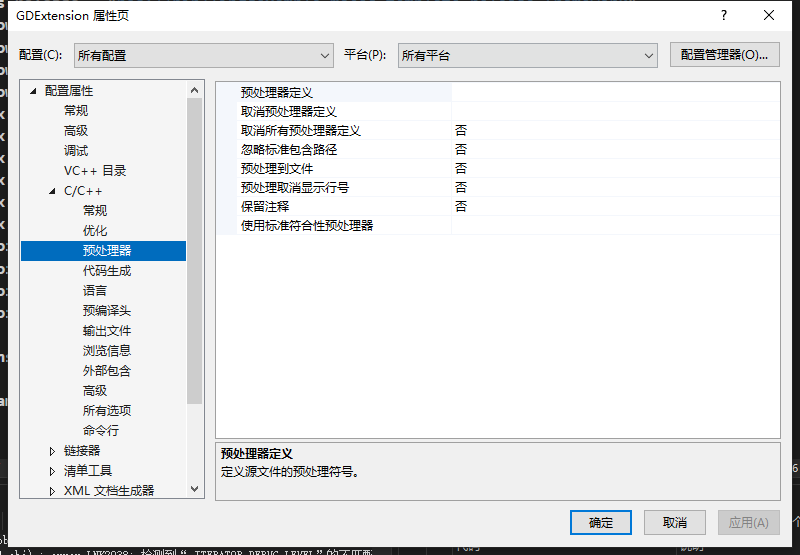 GDExtension 属性页
配置(C): 所有配置 平台(P): 所有平台 配置管理器(O)...
配置属性
常规
高级
调试
VC++ 目录
C/C++
常规
优化
预处理器
代码生成
语言
预编译头
输出文件
浏览信息
外部包含
高级
所有选项
命令行
链接器
清单工具
XML 文档生成器
预处理器定义
取消预处理器定义
取消所有预处理器定义 否
忽略标准包含路径 否
预处理到文件 否
预处理取消显示行号 否
保留注释 否
使用标准符合性预处理器
预处理器定义
定义源文件的预处理符号。
确定 取消 应用(A)